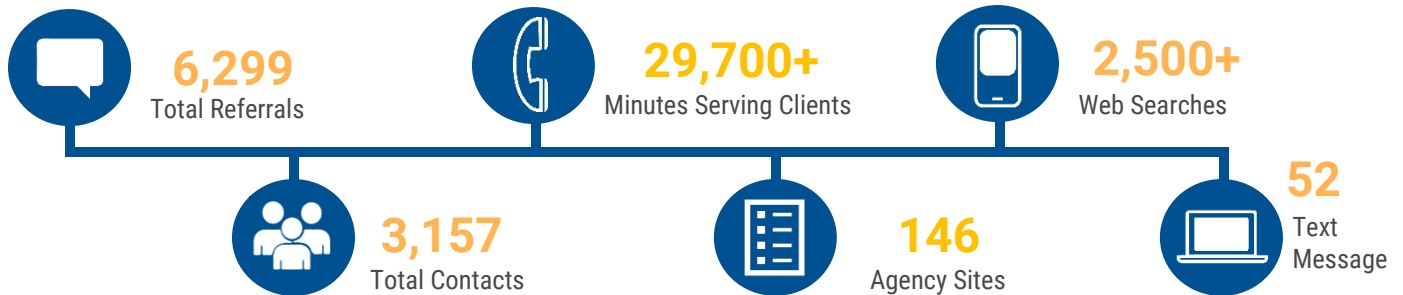 6,299
Total Referrals
29,700+
Minutes Serving Clients
2,500+
Web Searches
3,157
Total Contacts
146
Agency Sites
52
Text
Message